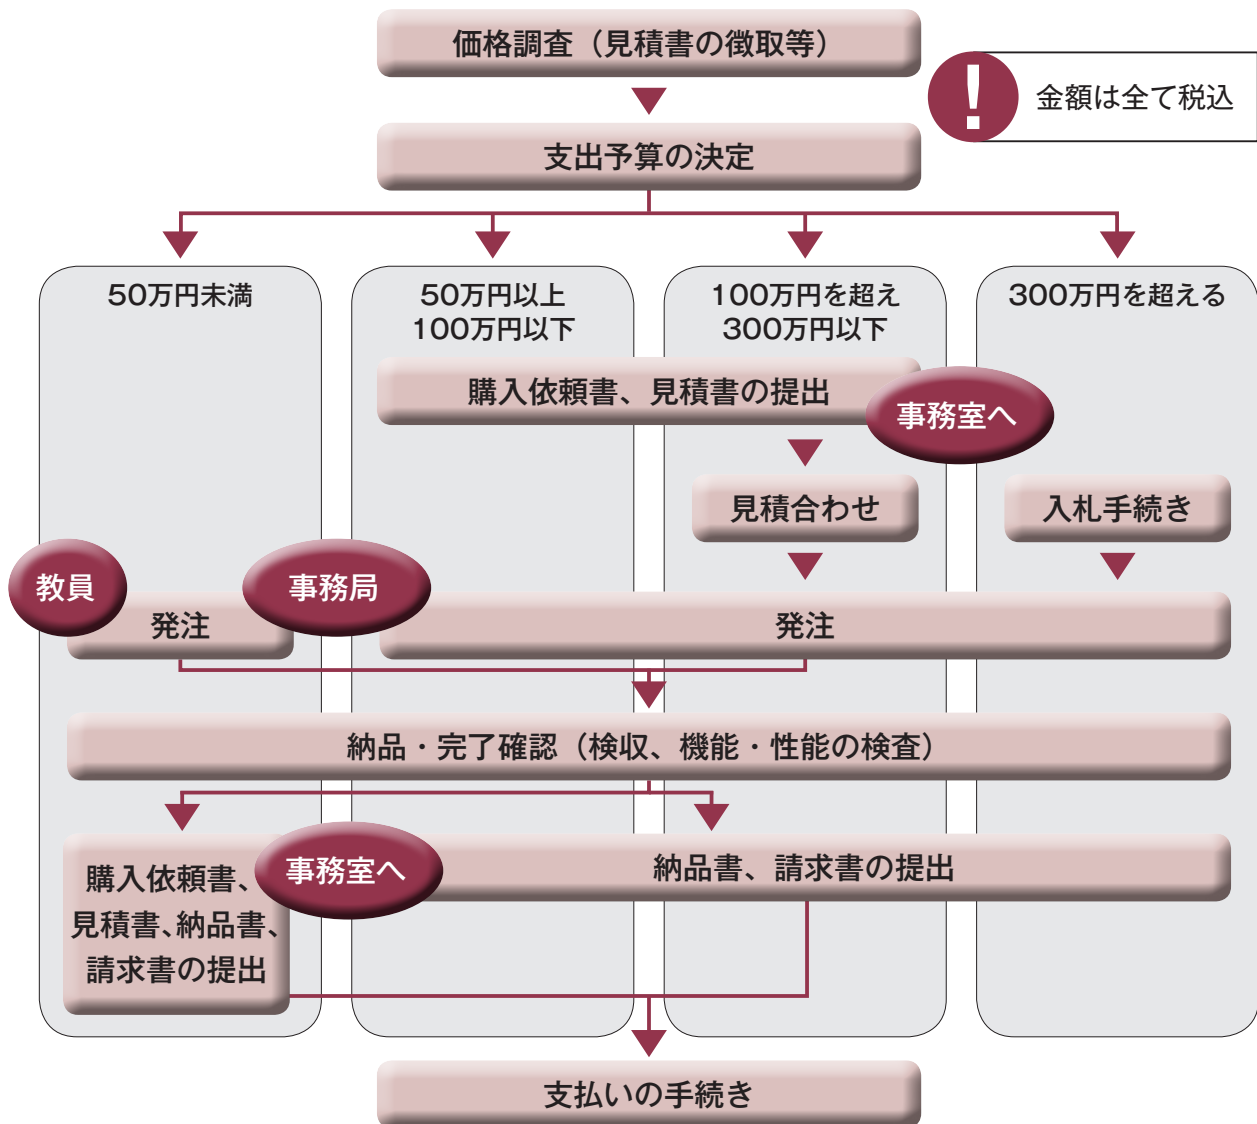 価格調査（見積書の徴取等）
！
金額は全て税込
支出予算の決定
50万円未満
50万円以上
100万円以下
100万円を超え
300万円以下
300万円を超える
購入依頼書、見積書の提出
事務室へ
見積合わせ
入札手続き
教員
発注
事務局
発注
納品・完了確認（検収、機能・性能の検査）
購入依頼書、
見積書、納品書、
請求書の提出
事務室へ
納品書、請求書の提出
支払いの手続き